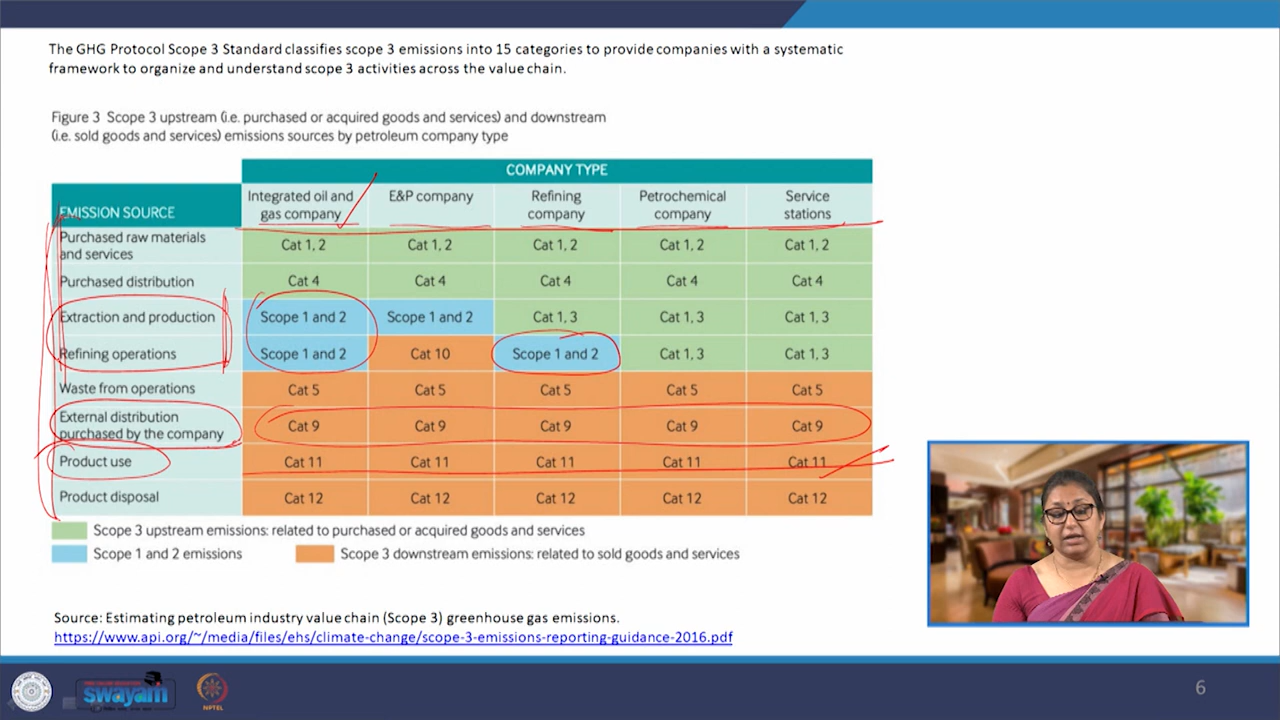 The GHG Protocol Scope 3 Standard classifies scope 3 emissions into 15 categories to provide companies with a systematic
framework to organize and understand scope 3 activities across the value chain.
Figure 3 Scope 3 upstream (i.e. purchased or acquired goods and services) and downstream
(i.e. sold goods and services) emissions sources by petroleum company type
COMPANY TYPE
EMISSION SOURCE
Integrated oil and
gas company
E&P company
Refining
company
Petrochemical
company
Service
stations
Purchased raw materials
and services
Cat 1, 2
Cat 1, 2
Cat 1, 2
Cat 1, 2
Cat 1, 2
Purchased distribution
Cat 4
Cat 4
Cat 4
Cat 4
Cat 4
Extraction and production
Scope 1 and 2
Scope 1 and 2
Cat 1, 3
Cat 1, 3
Cat 1, 3
Refining operations
Scope 1 and 2
Cat 10
Scope 1 and 2
Cat 1, 3
Cat 1, 3
Waste from operations
Cat 5
Cat 5
Cat 5
Cat 5
Cat 5
External distribution
purchased by the company
Cat 9
Cat 9
Cat 9
Cat 9
Cat 9
Product use
Cat 11
Cat 11
Cat 11
Cat 11
Cat 11
Product disposal
Cat 12
Cat 12
Cat 12
Cat 12
Cat 12
Scope 3 upstream emissions: related to purchased or acquired goods and services
Scope 1 and 2 emissions
Scope 3 downstream emissions: related to sold goods and services
Source: Estimating petroleum industry value chain (Scope 3) greenhouse gas emissions.
https://www.api.org/~/media/files/ehs/climate-change/scope-3-emissions-reporting-guidance-2016.pdf
swayam
NPTEL
6